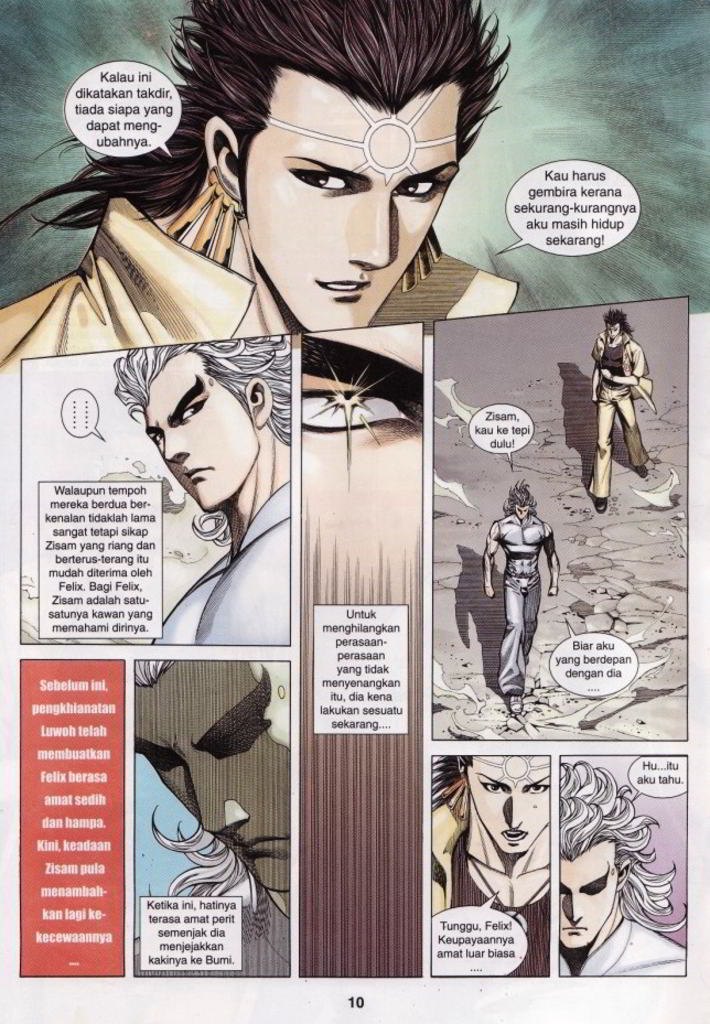 Kalau ini
dikatakan takdir,
tiada siapa yang
dapat meng-
ubahnya.
Kau harus
gembira kerana
sekurang-kurangnya
aku masih hidup
sekarang!
Walaupun tempoh
mereka berdua ber-
kenalan tidaklah lama
sangat tetapi sikap
Zisam yang riang dan
berterus-terang itu
mudah diterima oleh
Felix. Bagi Felix,
Zisam adalah satu-
satunya kawan yang
memahami dirinya.
Untuk
menghilangkan
perasaan-
perasaan
yang tidak
menyenangkan
itu, dia kena
lakukan sesuatu
sekarang....
Zisam,
kau ke tepi
dulu!
Biar aku
yang berdepan
dengan dia
....
Sebelum ini,
pengkhianatan
Luwoh telah
membuatkan
Felix berasa
amat sedih
dan hampa.
Kini, keadaan
Zisam pula
menambah-
kan lagi ke-
kecewaannya
...
Ketika ini, hatinya
terasa amat perit
semenjak dia
menjejakkan
kakinya ke Bumi.
Tunggu, Felix!
Keupayaannya
amat luar biasa
....
Hu...itu
aku tahu.
10